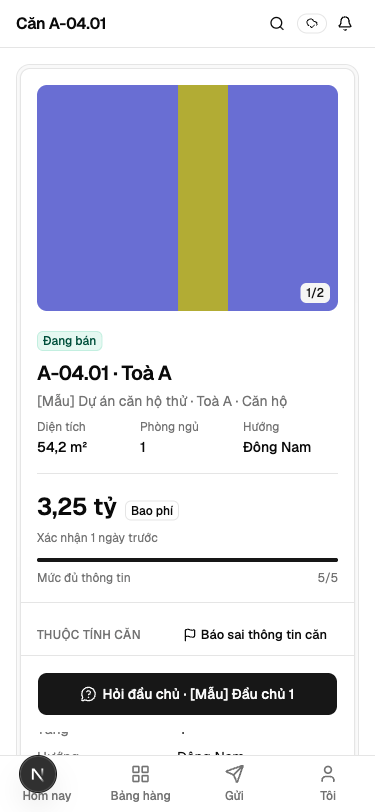 Căn A-04.01
1/2
Đang bán
A-04.01 · Toà A
[Mẫu] Dự án căn hộ thử · Toà A · Căn hộ
Diện tích Phòng ngủ Hướng
54,2 m² 1 Đông Nam
3,25 tỷ Bao phí
Xác nhận 1 ngày trước
Mức đủ thông tin 5/5
THUỘC TÍNH CĂN Báo sai thông tin căn
Hỏi đầu chủ · [Mẫu] Đầu chủ 1
Hướng Đông Nam
N
Hôm nay Bảng hàng Gửi Tôi